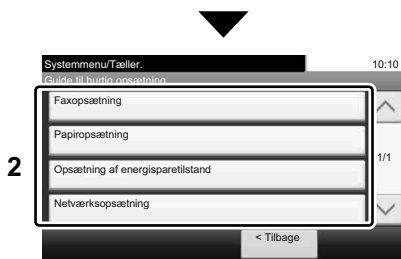 Systemmenu/Tæller.
10:10
Guide til hurtig opsætning
Faxopsætning
Papiropsætning
2
1/1
Opsætning af energisparetilstand
Netværksopsætning
< Tilbage